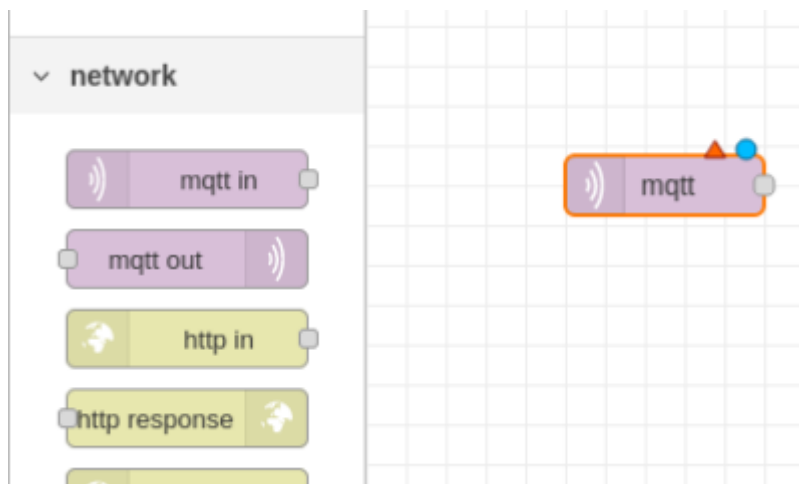 network
mqtt in
mqtt
mqtt out
http in
http response